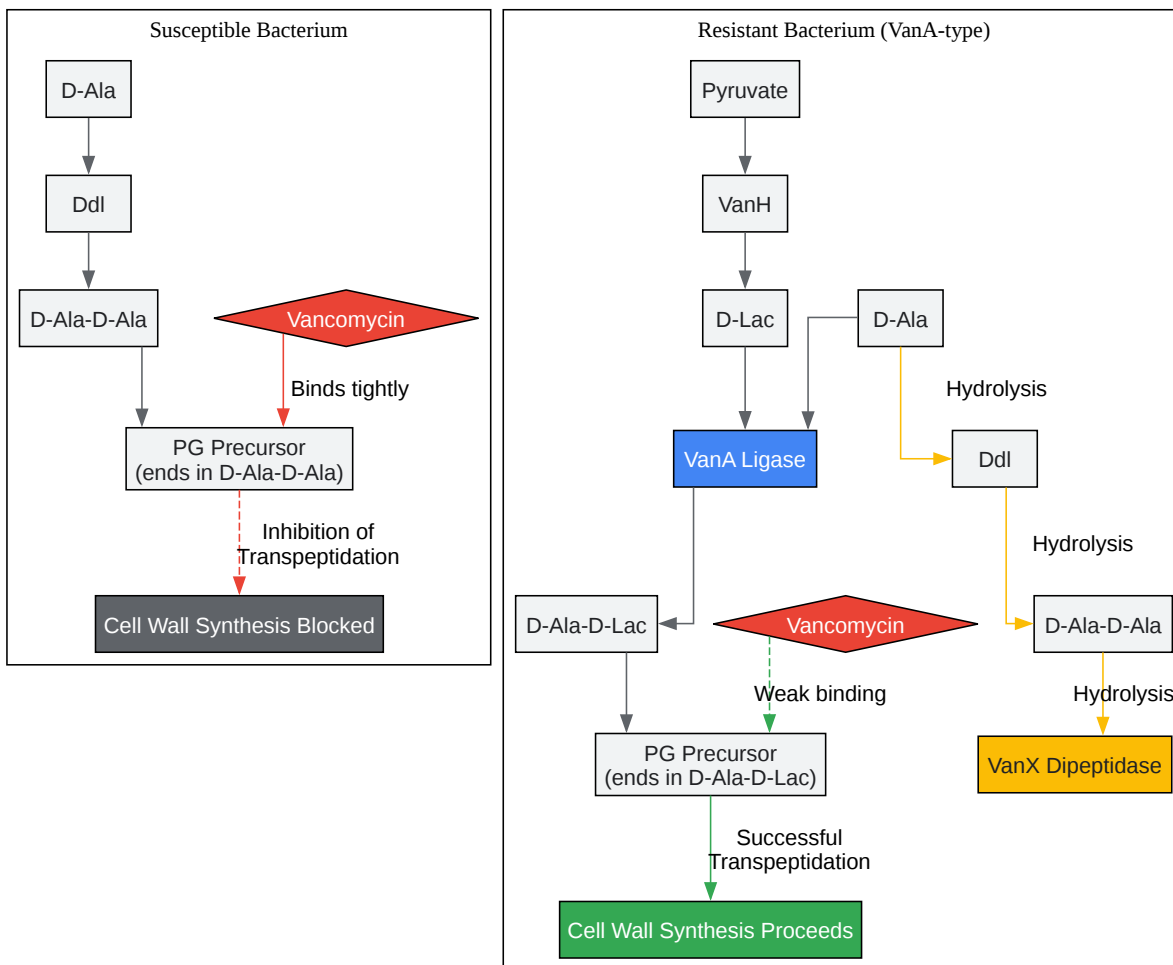 Susceptible Bacterium
D-Ala
Ddl
D-Ala-D-Ala
Vancomycin
Binds tightly
PG Precursor
(ends in D-Ala-D-Ala)
Inhibition of
Transpeptidation
Cell Wall Synthesis Blocked
Resistant Bacterium (VanA-type)
Pyruvate
VanH
D-Lac
D-Ala
Hydrolysis
VanA Ligase
Ddl
Hydrolysis
D-Ala-D-Lac
Vancomycin
D-Ala-D-Ala
Weak binding
Hydrolysis
PG Precursor
(ends in D-Ala-D-Lac)
VanX Dipeptidase
Successful
Transpeptidation
Cell Wall Synthesis Proceeds